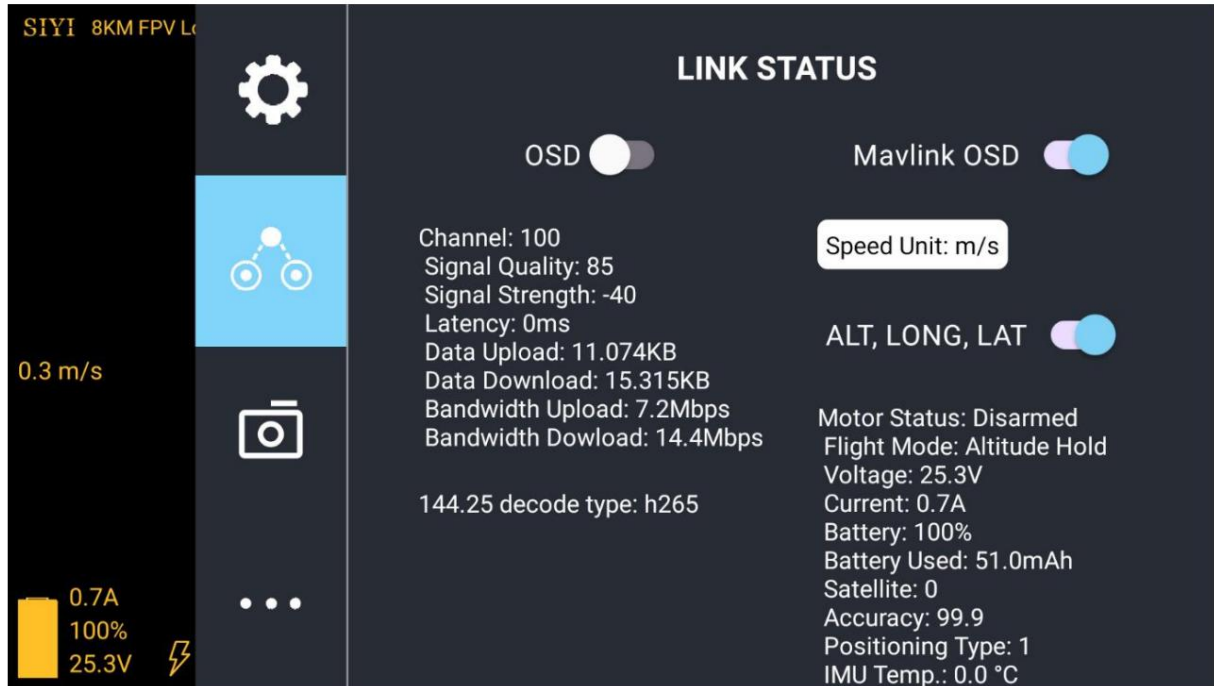 SIYI 8KM FPV Lo
0.3 m/s
0.7A
100%
25.3V
LINK STATUS
OSD
Mavlink OSD
Channel: 100
Signal Quality: 85
Signal Strength: -40
Latency: 0ms
Data Upload: 11.074KB
Data Download: 15.315KB
Bandwidth Upload: 7.2Mbps
Bandwidth Dowload: 14.4Mbps
144.25 decode type: h265
Speed Unit: m/s
ALT, LONG, LAT
Motor Status: Disarmed
Flight Mode: Altitude Hold
Voltage: 25.3V
Current: 0.7A
Battery: 100%
Battery Used: 51.0mAh
Satellite: 0
Accuracy: 99.9
Positioning Type: 1
IMU Temp.: 0.0 °C